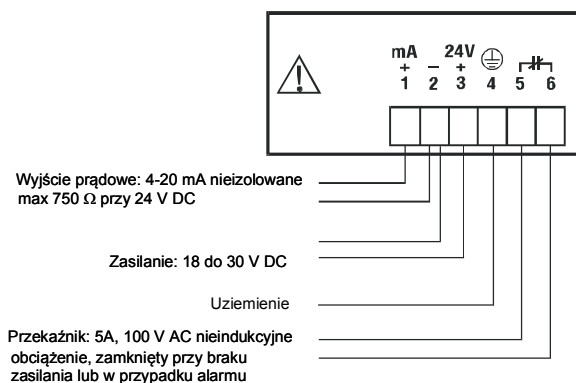 mA 24V
+ – +
1 2 3 4 5 6
Wyjście prądowe: 4-20 mA nieizolowane
max 750 Ω przy 24 V DC
Zasilanie: 18 do 30 V DC
Uziemienie
Przekaźnik: 5A, 100 V AC nieindukcyjne
obciążenie, zamknięty przy braku
zasilania lub w przypadku alarmu